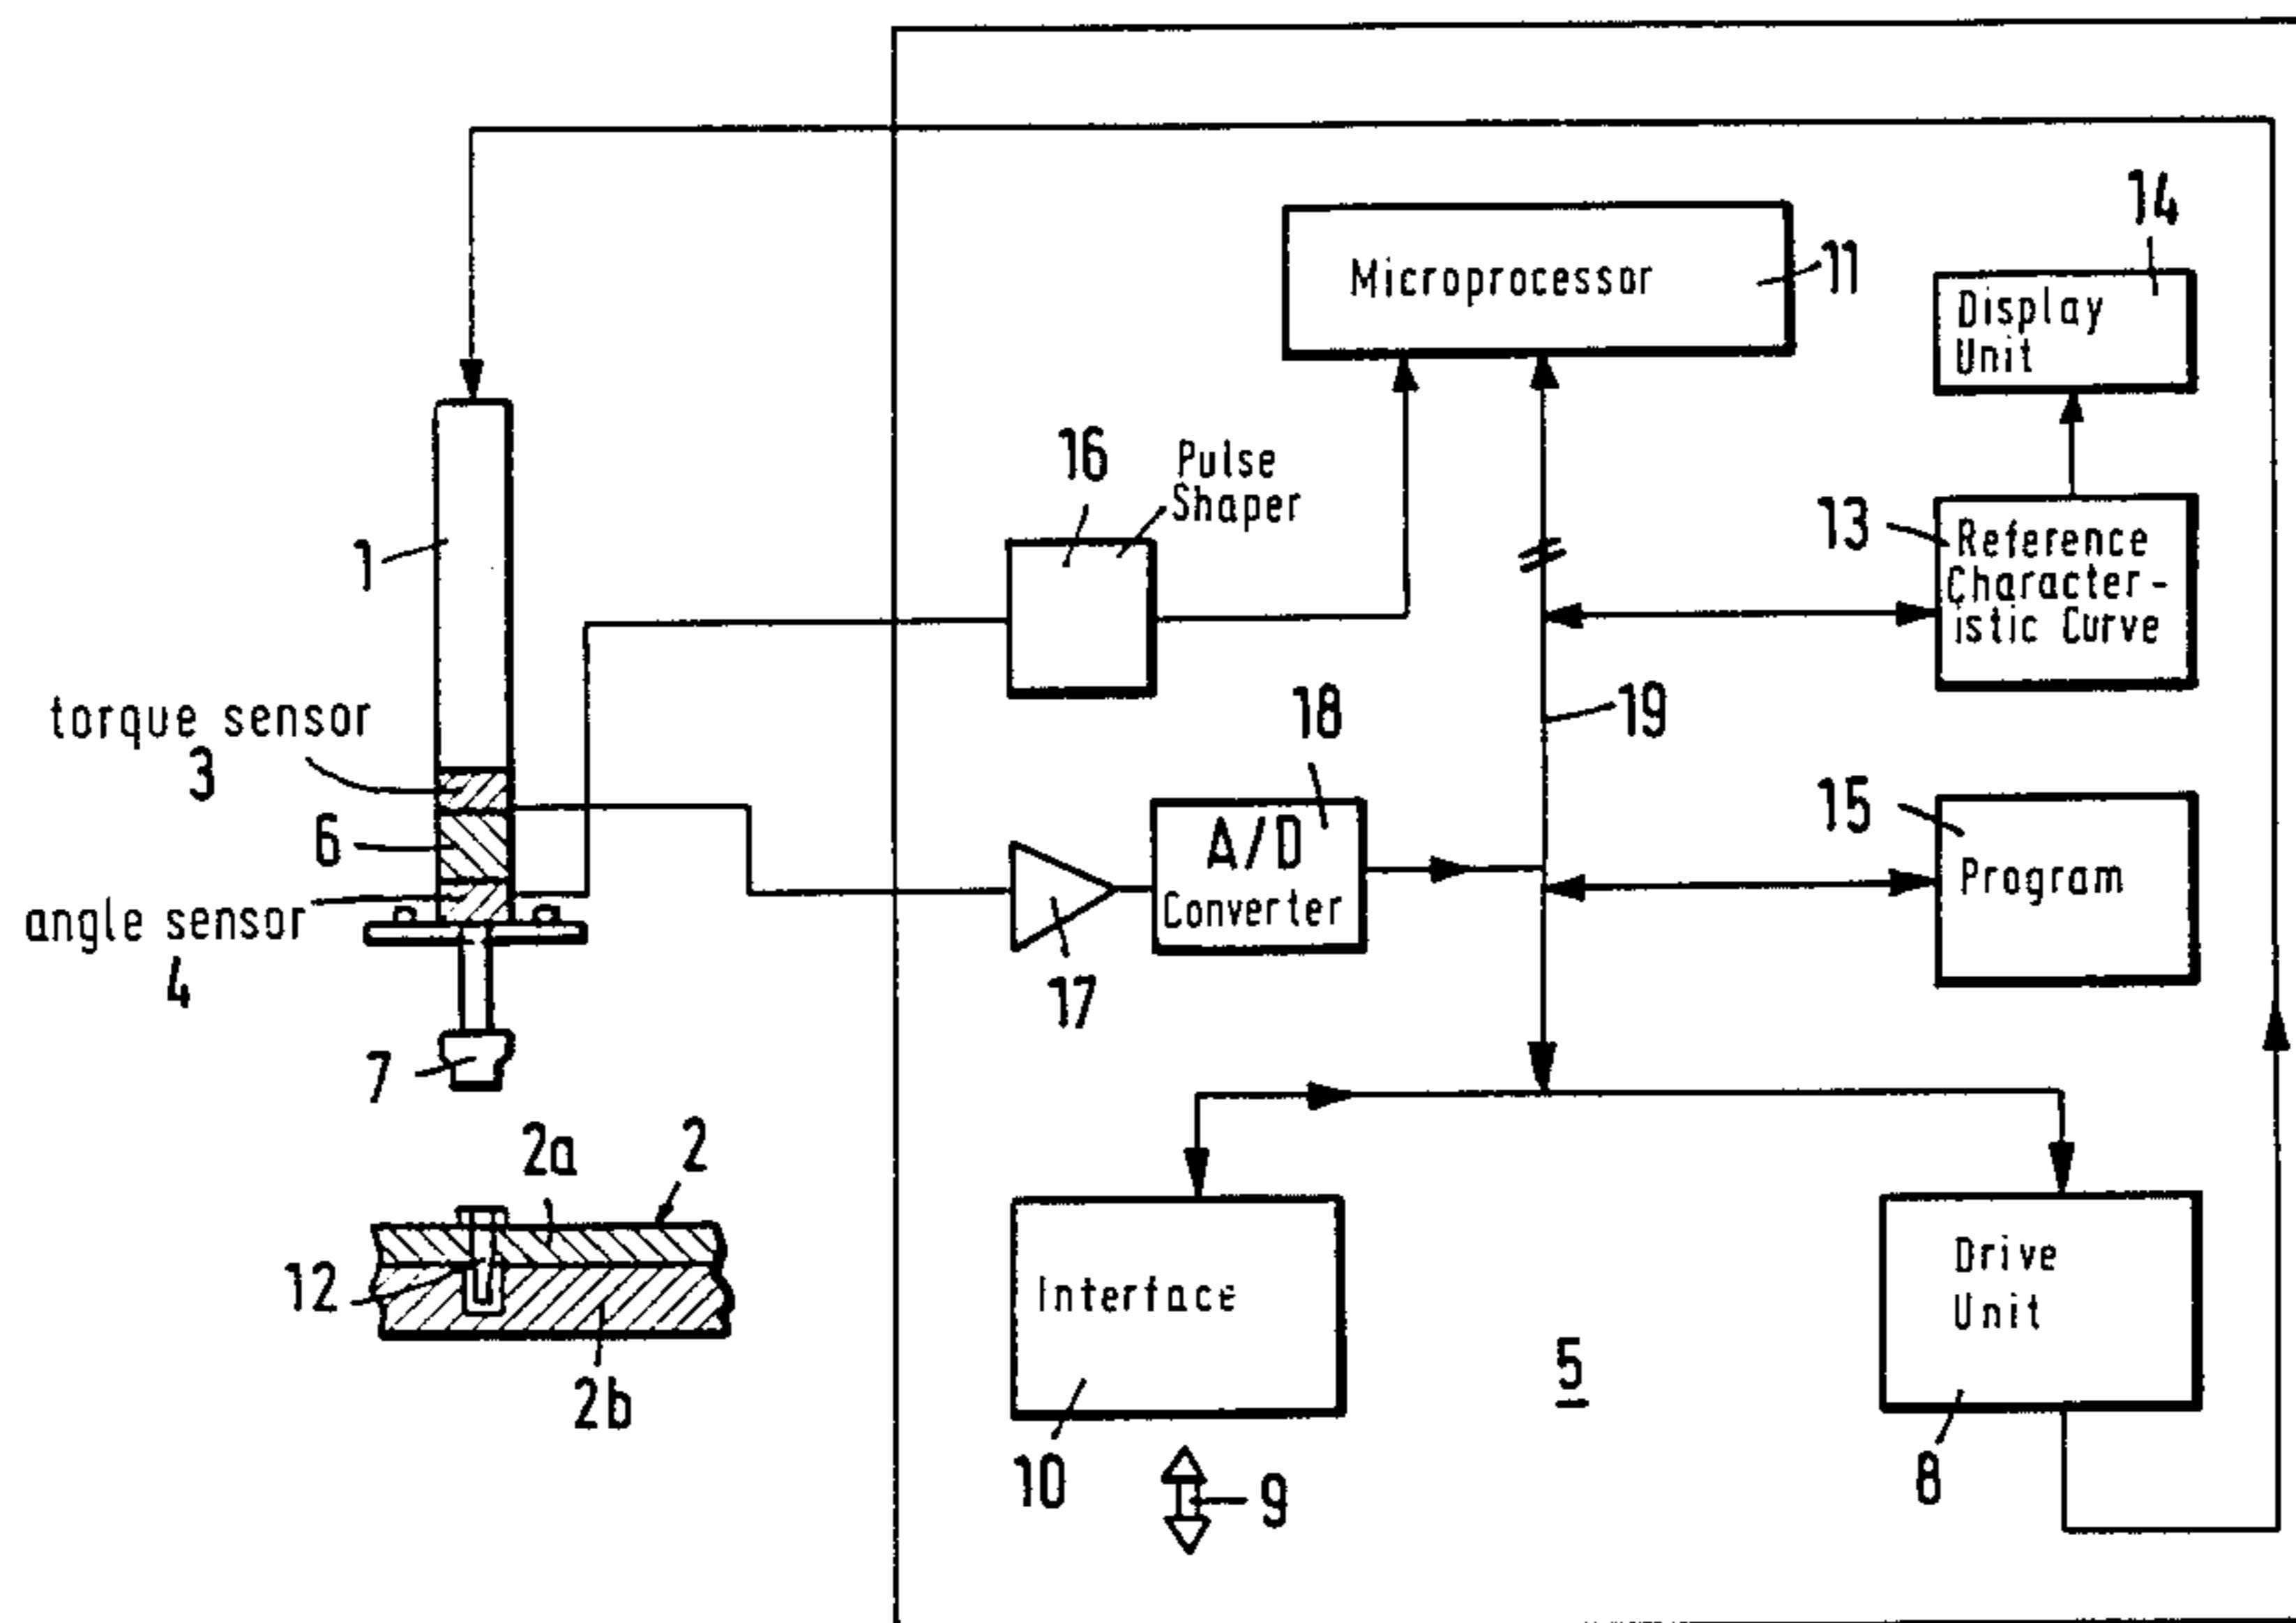 Microprocessor
11
14
Display
Unit
16
Pulse
Shaper
13
Reference
Character-
istic Curve
1
torque sensor
3
18
19
6
A/D
Converter
15
Program
angle sensor
4
17
7
2a
2
12
Interface
Drive
Unit
2b
5
10
9
8